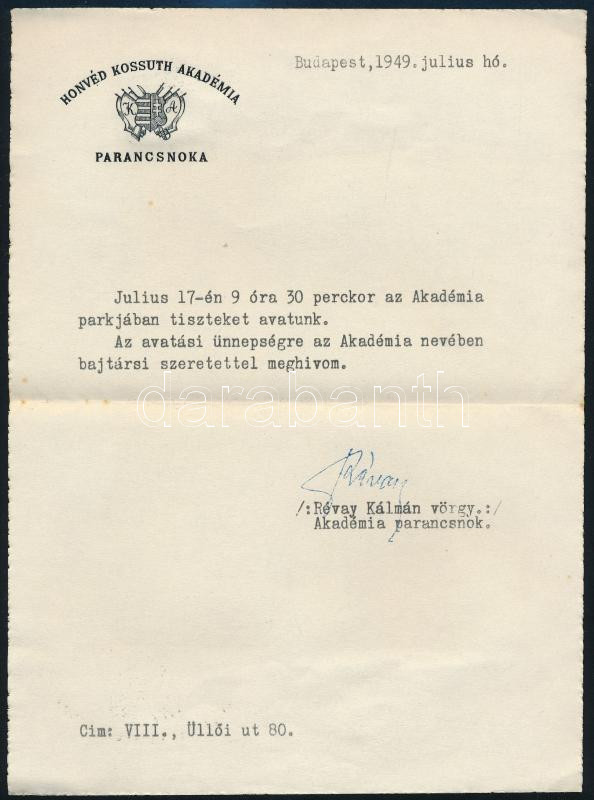 Budapest,1949.julius hó.
HONVÉD KOSSUTH AKADÉMIA
K A
PARANCSNOKA
Julius 17-én 9 óra 30 perckor az Akadémia
parkjában tiszteket avatunk.
Az avatási ünnepségre az Akadémia nevében
bajtársi szeretettel meghivom.
darabanth
Révay
/:Révay Kálmán vörgy.:/
Akadémia parancsnok.
Cim: VIII., Üllői ut 80.